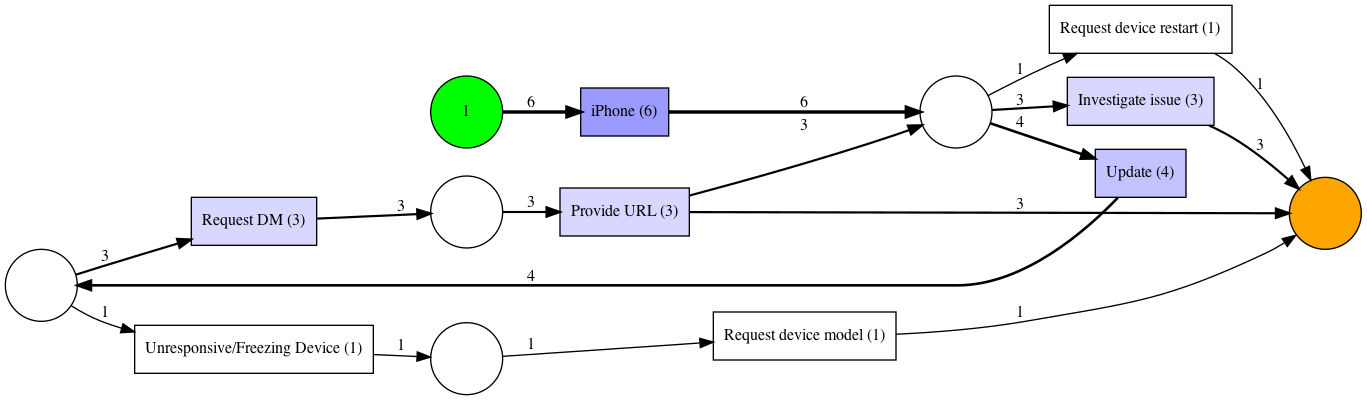 Request device restart (1)
1
1
1
6
iPhone (6)
6
3
3
Investigate issue (3)
3
4
Update (4)
Request DM (3)
3
3
Provide URL (3)
3
3
4
1
Unresponsive/Freezing Device (1)
1
1
Request device model (1)
1